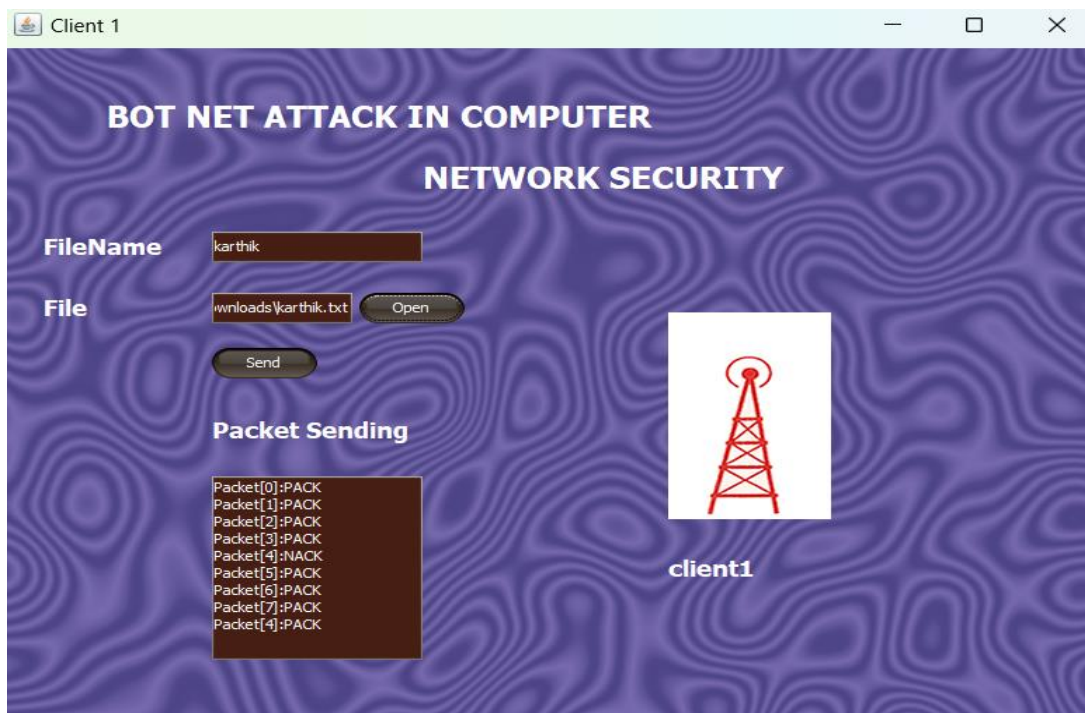 Client 1
BOT NET ATTACK IN COMPUTER
NETWORK SECURITY
FileName
karthik
File
wnloads\karthik.txt
Open
Send
Packet Sending
Packet[0]:PACK
Packet[1]:PACK
Packet[2]:PACK
Packet[3]:PACK
Packet[4]:NACK
Packet[5]:PACK
Packet[6]:PACK
Packet[7]:PACK
Packet[4]:PACK
client1